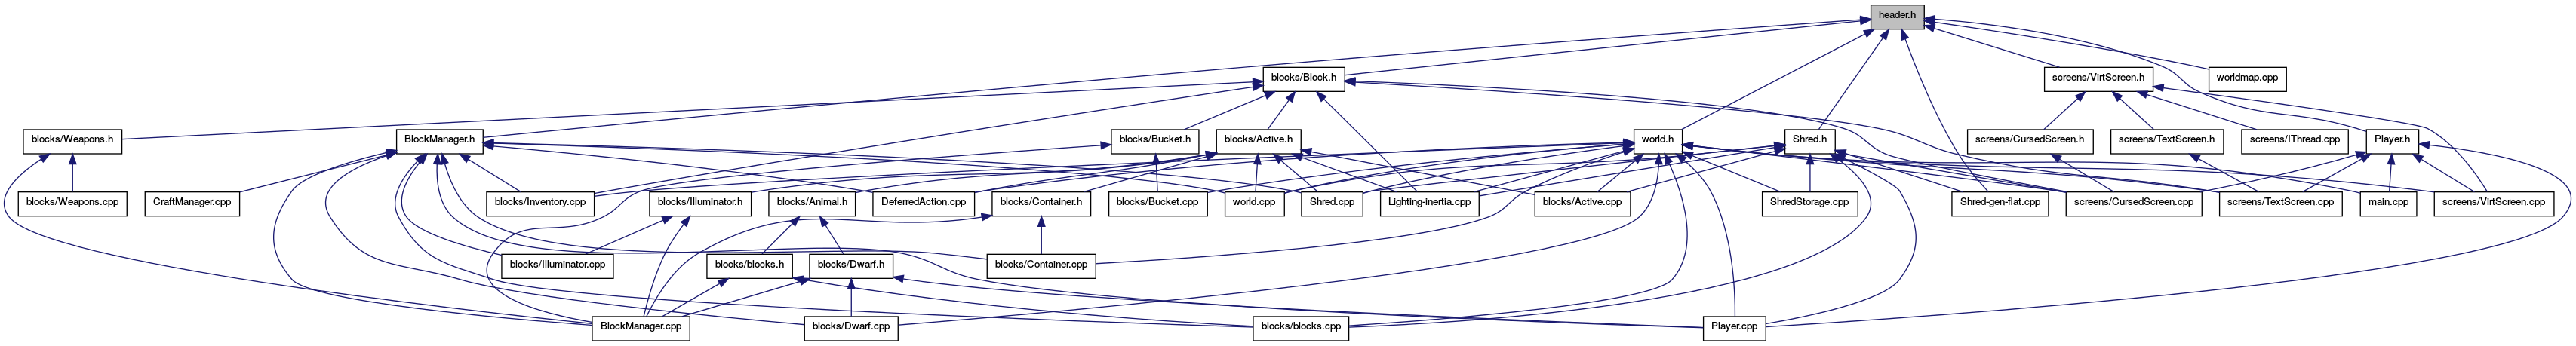 header.h
blocks/Block.h
screens/VirtScreen.h
worldmap.cpp
blocks/Weapons.h
BlockManager.h
blocks/Bucket.h
blocks/Active.h
world.h
Shred.h
screens/CursedScreen.h
screens/TextScreen.h
screens/IThread.cpp
Player.h
blocks/Weapons.cpp
CraftManager.cpp
blocks/Inventory.cpp
blocks/Illuminator.h
blocks/Animal.h
DeferredAction.cpp
blocks/Container.h
blocks/Bucket.cpp
world.cpp
Shred.cpp
Lighting-inertia.cpp
blocks/Active.cpp
ShredStorage.cpp
Shred-gen-flat.cpp
screens/CursedScreen.cpp
screens/TextScreen.cpp
main.cpp
screens/VirtScreen.cpp
blocks/Illuminator.cpp
blocks/blocks.h
blocks/Dwarf.h
blocks/Container.cpp
BlockManager.cpp
blocks/Dwarf.cpp
blocks/blocks.cpp
Player.cpp